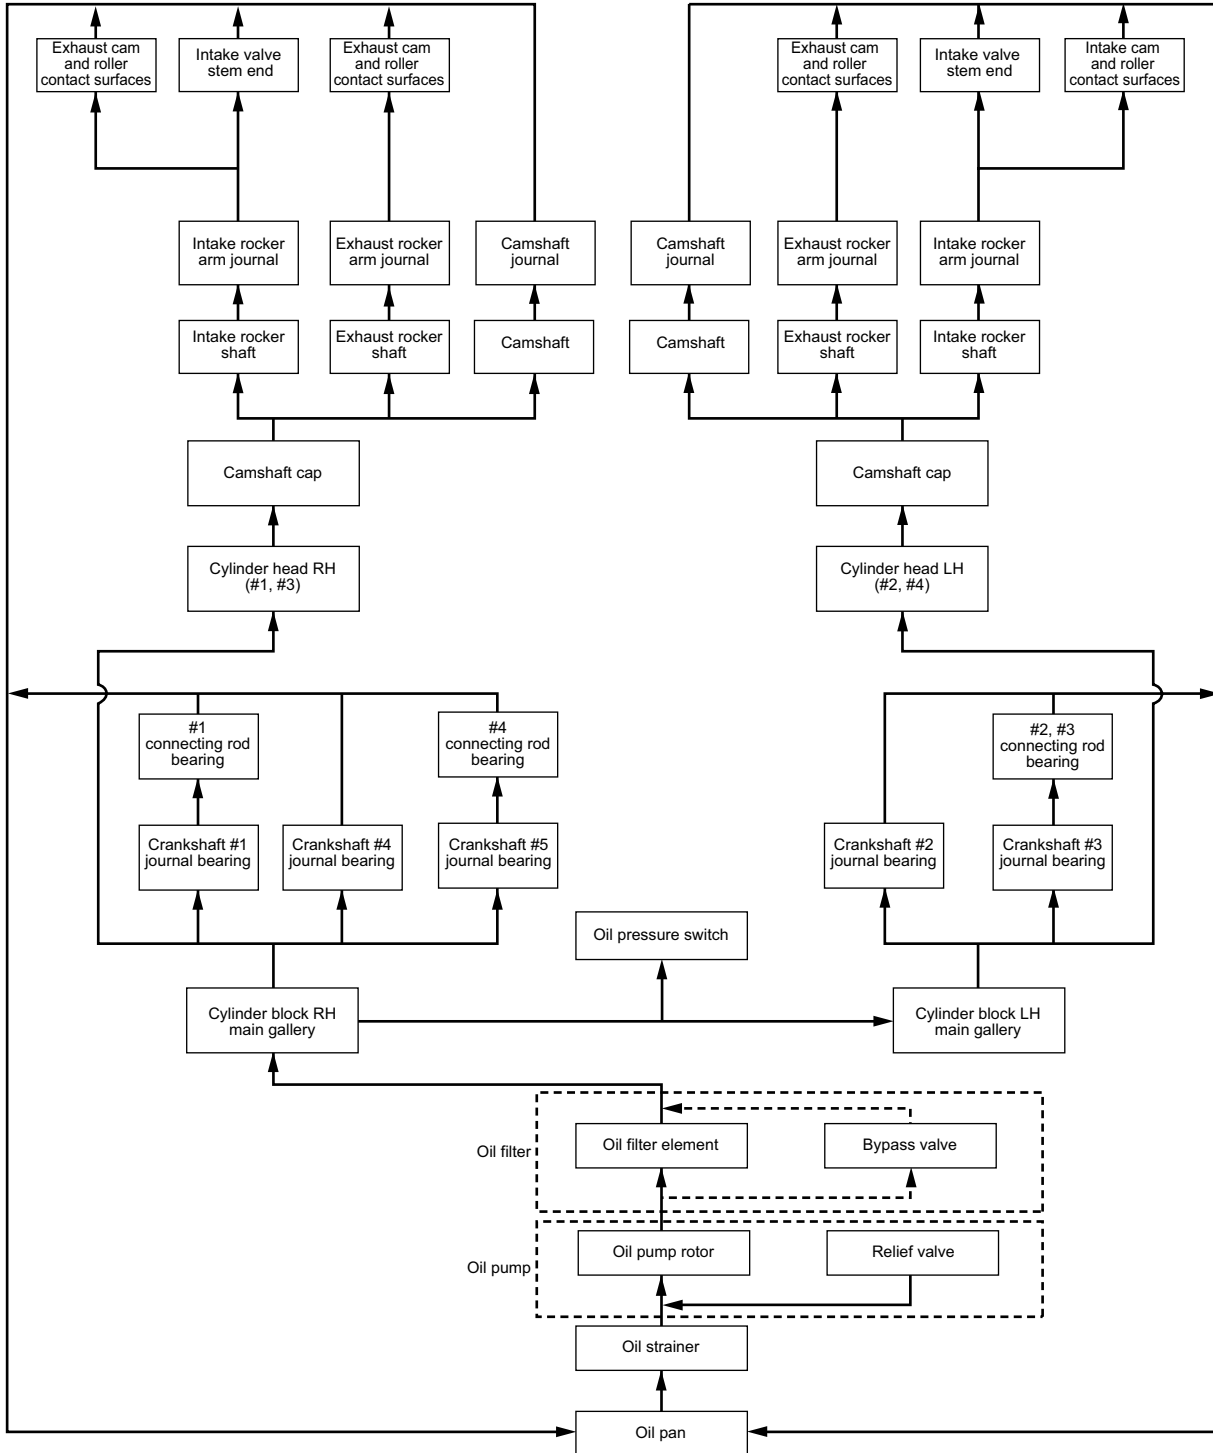 Exhaust cam
and roller
contact surfaces
Intake valve
stem end
Exhaust cam
and roller
contact surfaces
Exhaust cam
and roller
contact surfaces
Intake valve
stem end
Intake cam
and roller
contact surfaces
Intake rocker
arm journal
Exhaust rocker
arm journal
Camshaft
journal
Camshaft
journal
Exhaust rocker
arm journal
Intake rocker
arm journal
Intake rocker
shaft
Exhaust rocker
shaft
Camshaft
Camshaft
Exhaust rocker
shaft
Intake rocker
shaft
Camshaft cap
Camshaft cap
Cylinder head RH
(#1, #3)
Cylinder head LH
(#2, #4)
#1
connecting rod
bearing
#4
connecting rod
bearing
#2, #3
connecting rod
bearing
Crankshaft #1
journal bearing
Crankshaft #4
journal bearing
Crankshaft #5
journal bearing
Crankshaft #2
journal bearing
Crankshaft #3
journal bearing
Oil pressure switch
Cylinder block RH
main gallery
Cylinder block LH
main gallery
Oil filter
Oil filter element
Bypass valve
Oil pump
Oil pump rotor
Relief valve
Oil strainer
Oil pan